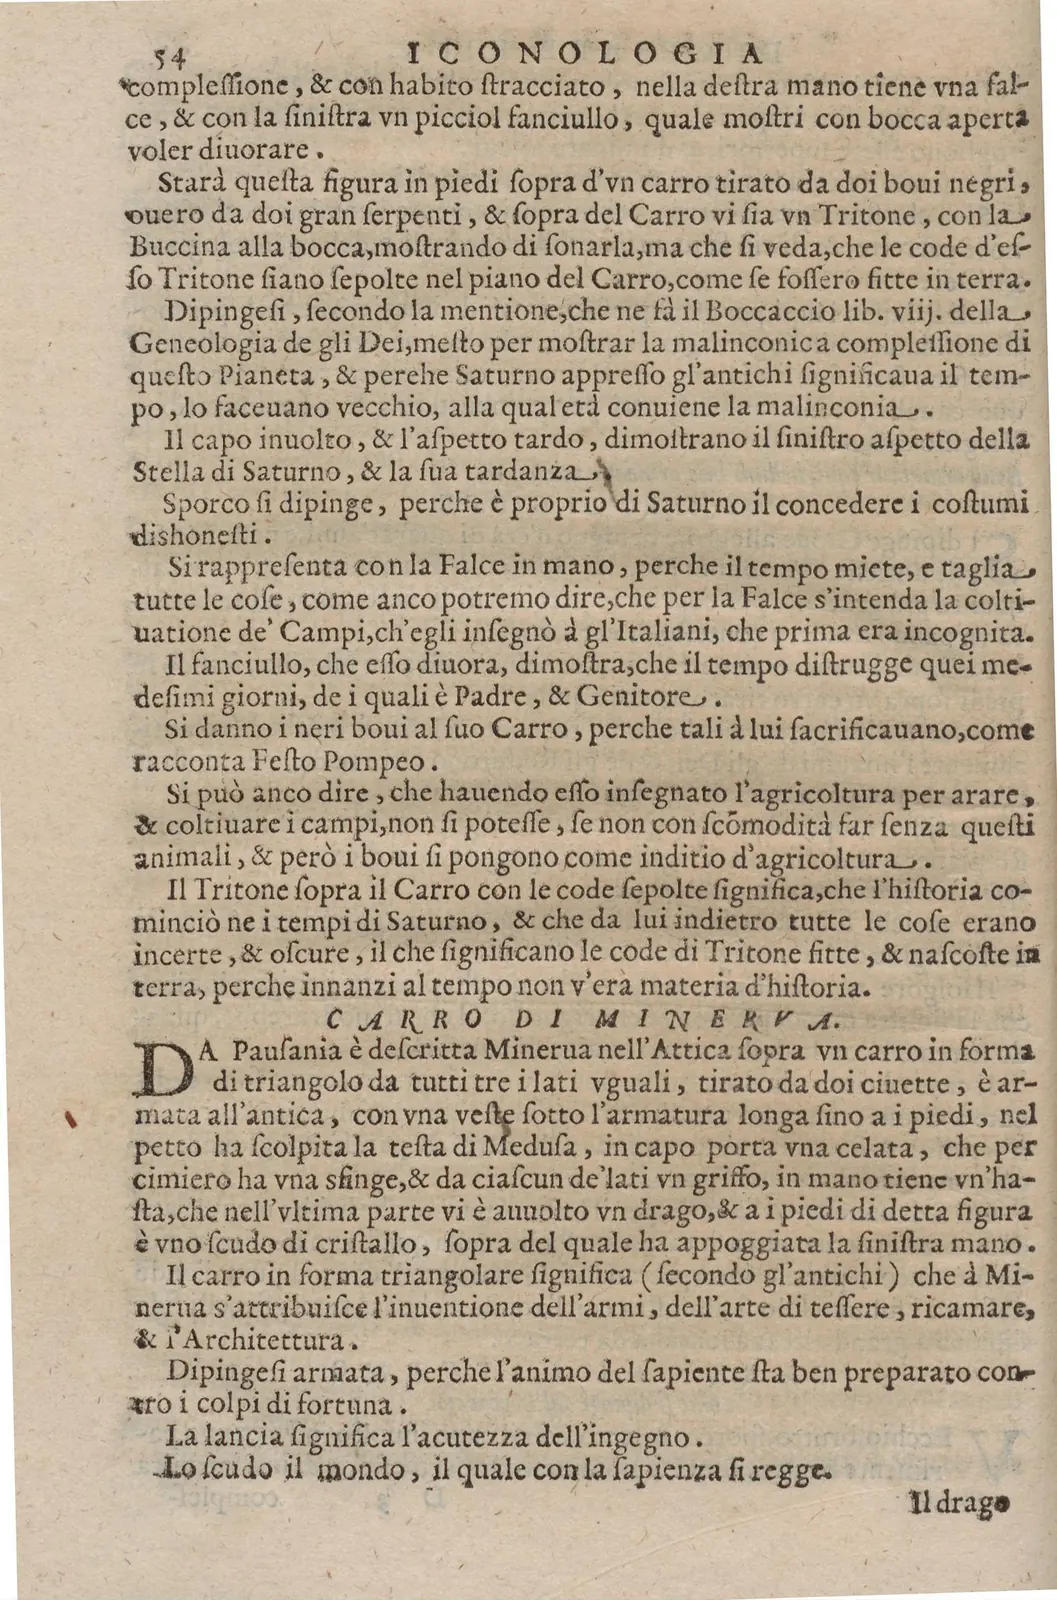 54 ICONOLOGIA
compleſſione, & con habito ſtracciato, nella deſtra mano tiene vna fal-
ce, & con la ſiniſtra vn picciol fanciullo, quale moſtri con bocca aperta
voler diuorare.
Starà queſta figura in piedi ſopra d'vn carro tirato da doi boui negri,
ouero da doi gran ſerpenti, & ſopra del Carro vi ſia vn Tritone, con la
Buccina alla bocca,moſtrando di ſonarla,ma che ſi veda,che le code d'eſ-
ſo Tritone ſiano ſepolte nel piano del Carro,come ſe foſſero fitte in terra.
Dipingeſi, ſecondo la mentione,che ne fà il Boccaccio lib. viij. della
Geneologia de gli Dei,meſto per moſtrar la malinconica compleſſione di
queſto Pianeta, & perehe Saturno appreſſo gl'antichi ſignificaua il tem-
po, lo faceuano vecchio, alla qual età conuiene la malinconia.
Il capo inuolto, & l'aſpetto tardo, dimoſtrano il ſiniſtro aſpetto della
Stella di Saturno, & la ſua tardanza
Sporco ſi dipinge, perche è proprio di Saturno il concedere i coſtumi
dishoneſti.
Si rappreſenta con la Falce in mano, perche il tempo miete, e taglia
tutte le coſe, come anco potremo dire,che per la Falce s'intenda la colti-
uatione de' Campi,ch'egli inſegnò à gl'Italiani, che prima era incognita.
Il fanciullo, che eſſo diuora, dimoſtra,che il tempo diſtrugge quei me-
deſimi giorni, de i quali è Padre, & Genitore.
Si danno i neri boui al ſuo Carro, perche tali à lui ſacrificauano,come
racconta Feſto Pompeo.
Si può anco dire, che hauendo eſſo inſegnato l'agricoltura per arare,
& coltiuare i campi,non ſi poteſſe, ſe non con ſcõmodità far ſenza queſti
animali, & però i boui ſi pongono come inditio d'agricoltura.
Il Tritone ſopra il Carro con le code ſepolte ſignifica,che l'hiſtoria co-
minciò ne i tempi di Saturno, & che da lui indietro tutte le coſe erano
incerte, & oſcure, il che ſignificano le code di Tritone fitte, & naſcoſte in
terra, perche innanzi al tempo non v'era materia d'hiſtoria.
CARRO DI MINERVA.
DA Pauſania è deſcritta Minerua nell'Attica ſopra vn carro in forma
di triangolo da tutti tre i lati vguali, tirato da doi ciuette, è ar-
mata all'antica, con vna veſte ſotto l'armatura longa ſino a i piedi, nel
petto ha ſcolpita la teſta di Meduſa, in capo porta vna celata, che per
cimiero ha vna sfinge,& da ciaſcun de'lati vn griffo, in mano tiene vn'ha-
ſta,che nell'vltima parte vi è auuolto vn drago,& a i piedi di detta figura
è vno ſcudo di criſtallo, ſopra del quale ha appoggiata la ſiniſtra mano.
Il carro in forma triangolare ſignifica (ſecondo gl'antichi) che à Mi-
nerua s'attribuiſce l'inuentione dell'armi, dell'arte di teſſere, ricamare,
& l'Architettura.
Dipingeſi armata, perche l'animo del ſapiente ſta ben preparato con-
tro i colpi di fortuna.
La lancia ſignifica l'acutezza dell'ingegno.
Lo ſcudo il mondo, il quale con la ſapienza ſi regge.
Il drago